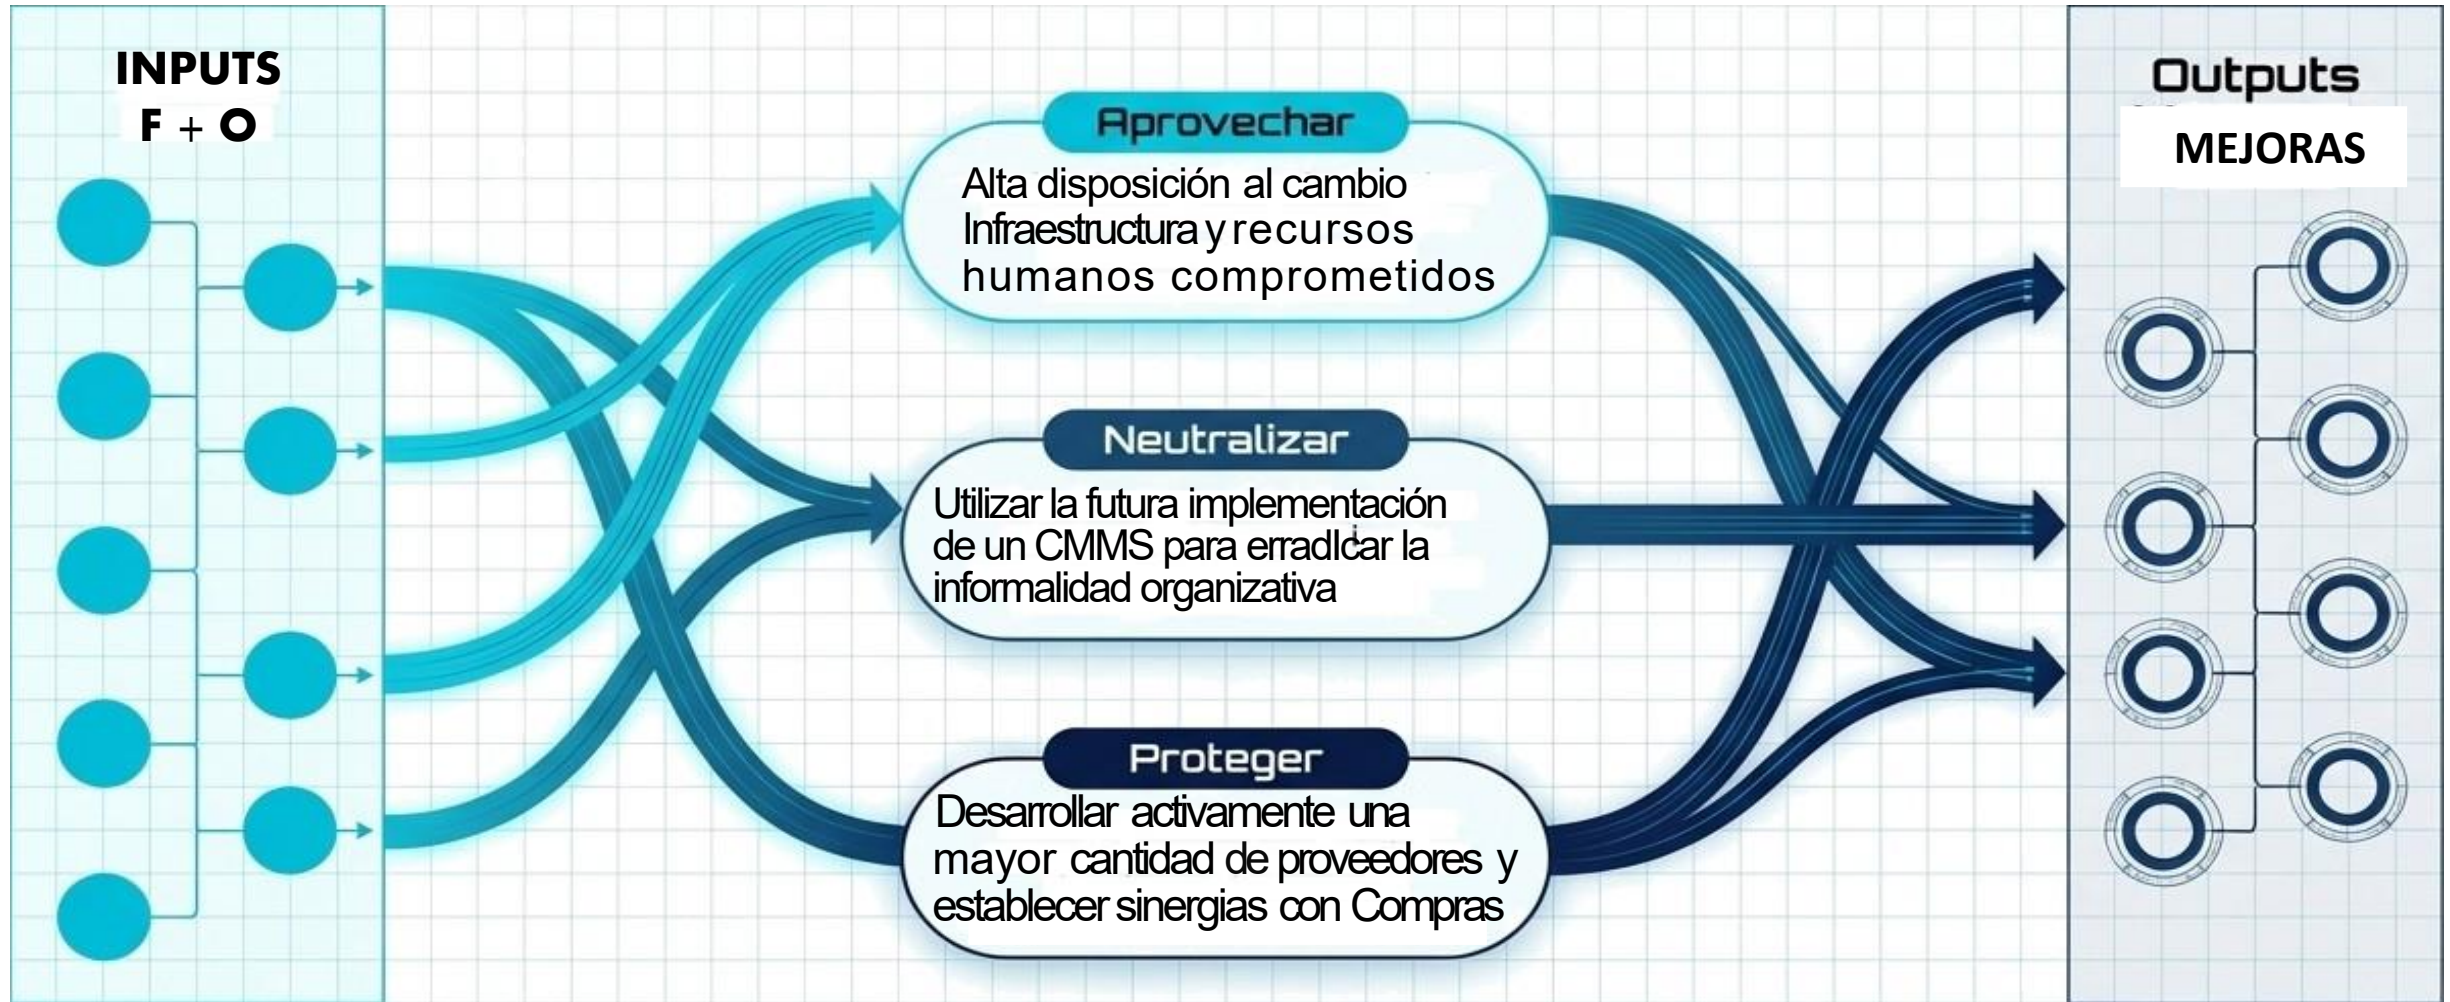 INPUTS
F + O
Aprovechar
Alta disposición al cambio
Infraestructura y recursos
humanos comprometidos
Neutralizar
Utilizar la futura implementación
de un CMMS para erradIcar la
informalidad organizativa
Proteger
Desarrollar activamente una
mayor cantidad de proveedores y
establecer sinergias con Compras
Outputs
MEJORAS